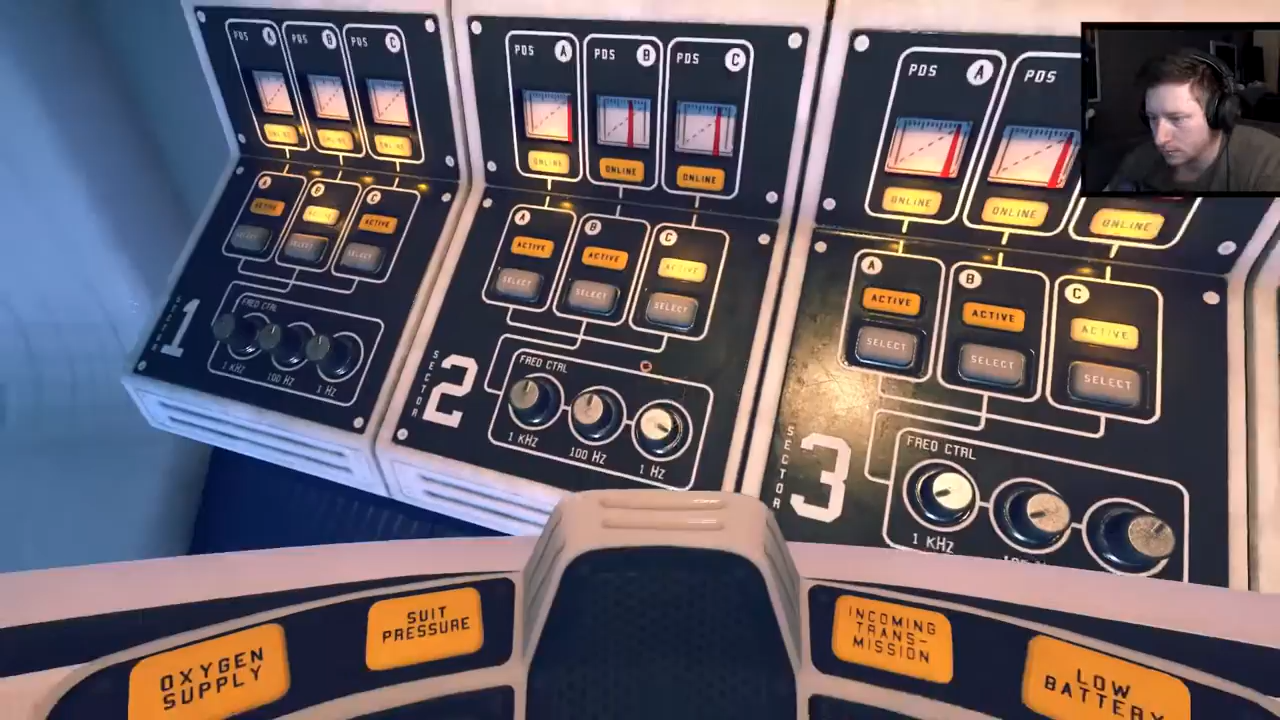 PDS A PDS B PDS C
ONLINE ONLINE ONLINE
A B C
ACTIVE ACTIVE ACTIVE
SELECT SELECT SELECT
FREQ CTRL
1 KHz 100 Hz 1 Hz
1
PDS A PDS B PDS C
ONLINE ONLINE ONLINE
A B C
ACTIVE ACTIVE ACTIVE
SELECT SELECT SELECT
SECTOR 2
FREQ CTRL
1 KHz 100 Hz 1 Hz
PDS A PDS
ONLINE ONLINE ONLINE
A B C
ACTIVE ACTIVE ACTIVE
SELECT SELECT SELECT
SECTOR 3
FREQ CTRL
1 KHz
OXYGEN
SUPPLY
SUIT
PRESSURE
INCOMING
TRANS-
MISSION
LOW
BATTERY